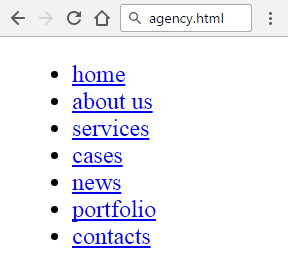 agency.html
home
about us
services
cases
news
portfolio
contacts